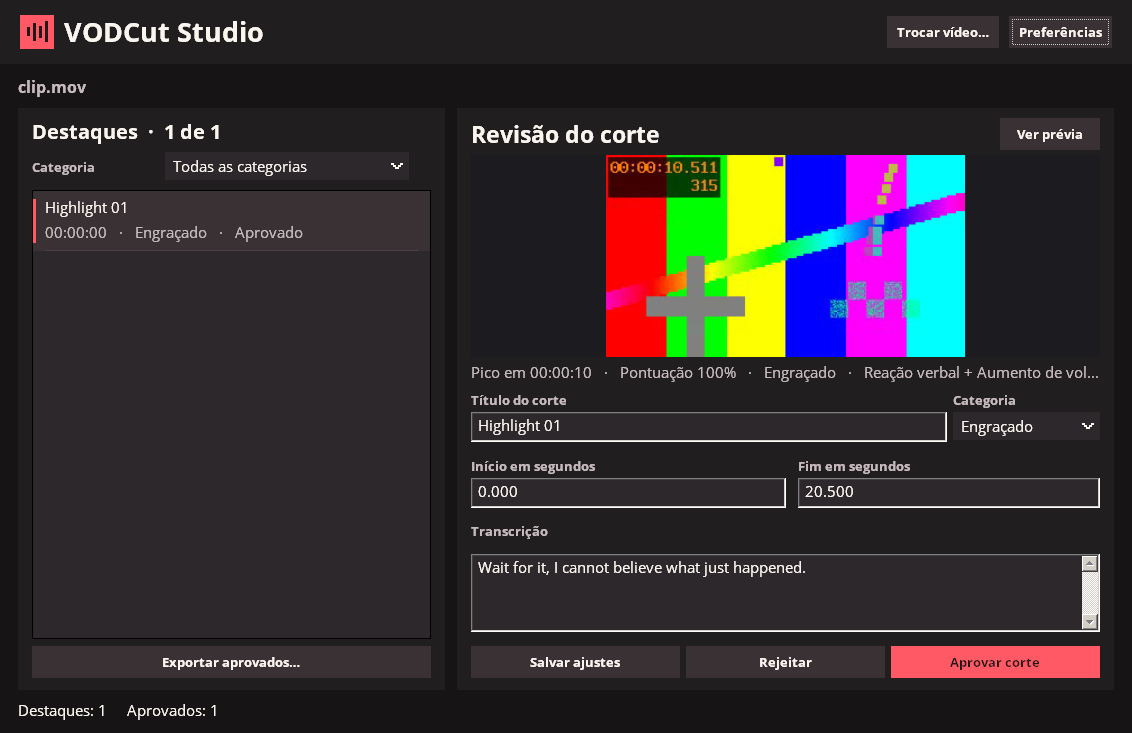 VODCut Studio
Trocar vídeo...
Preferências
clip.mov
Destaques · 1 de 1
Categoria
Todas as categorias
Highlight 01
00:00:00 · Engraçado · Aprovado
Exportar aprovados...
Revisão do corte
Ver prévia
00:00:10.511
315
Pico em 00:00:10 · Pontuação 100% · Engraçado · Reação verbal + Aumento de vol...
Título do corte
Categoria
Highlight 01
Engraçado
Início em segundos
Fim em segundos
0.000
20.500
Transcrição
Wait for it, I cannot believe what just happened.
Salvar ajustes
Rejeitar
Aprovar corte
Destaques: 1 Aprovados: 1